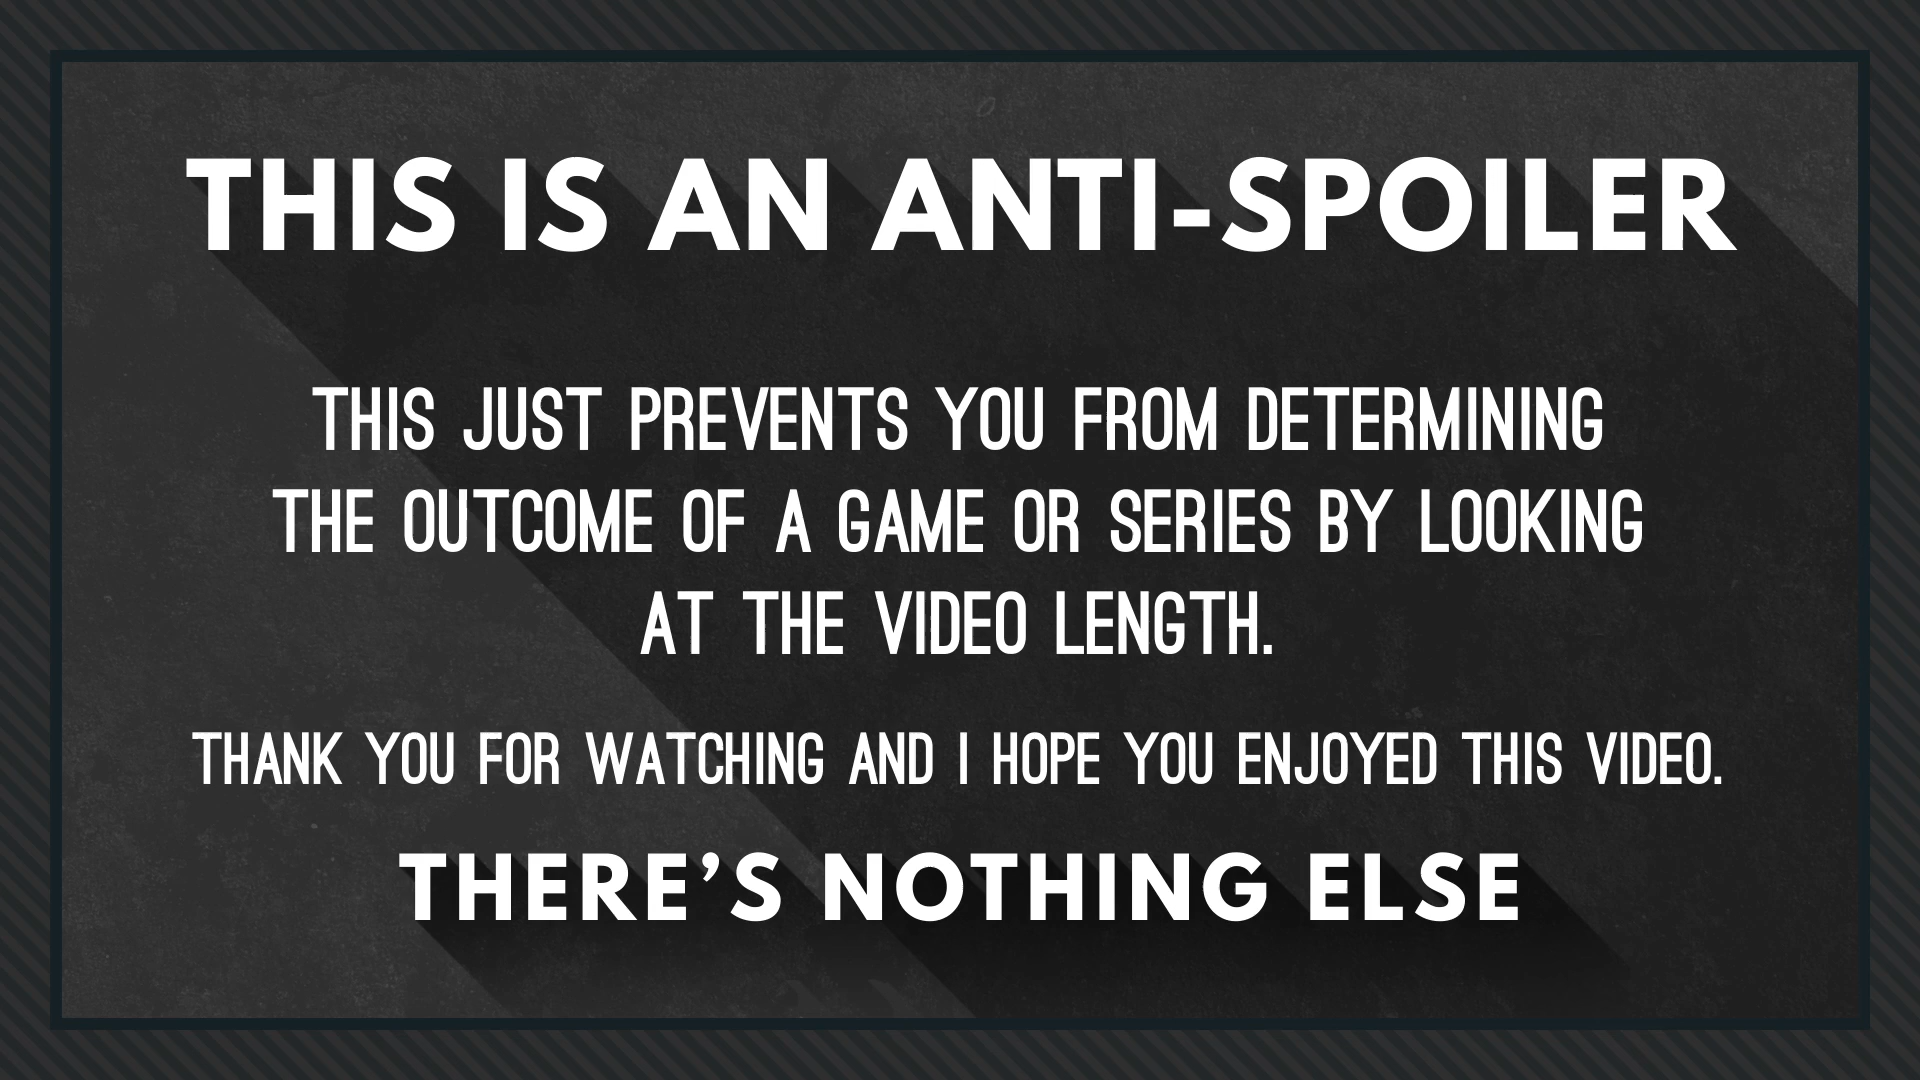 THIS IS AN ANTI-SPOILER
THIS JUST PREVENTS YOU FROM DETERMINING
THE OUTCOME OF A GAME OR SERIES BY LOOKING
AT THE VIDEO LENGTH.
THANK YOU FOR WATCHING AND I HOPE YOU ENJOYED THIS VIDEO.
THERE’S NOTHING ELSE